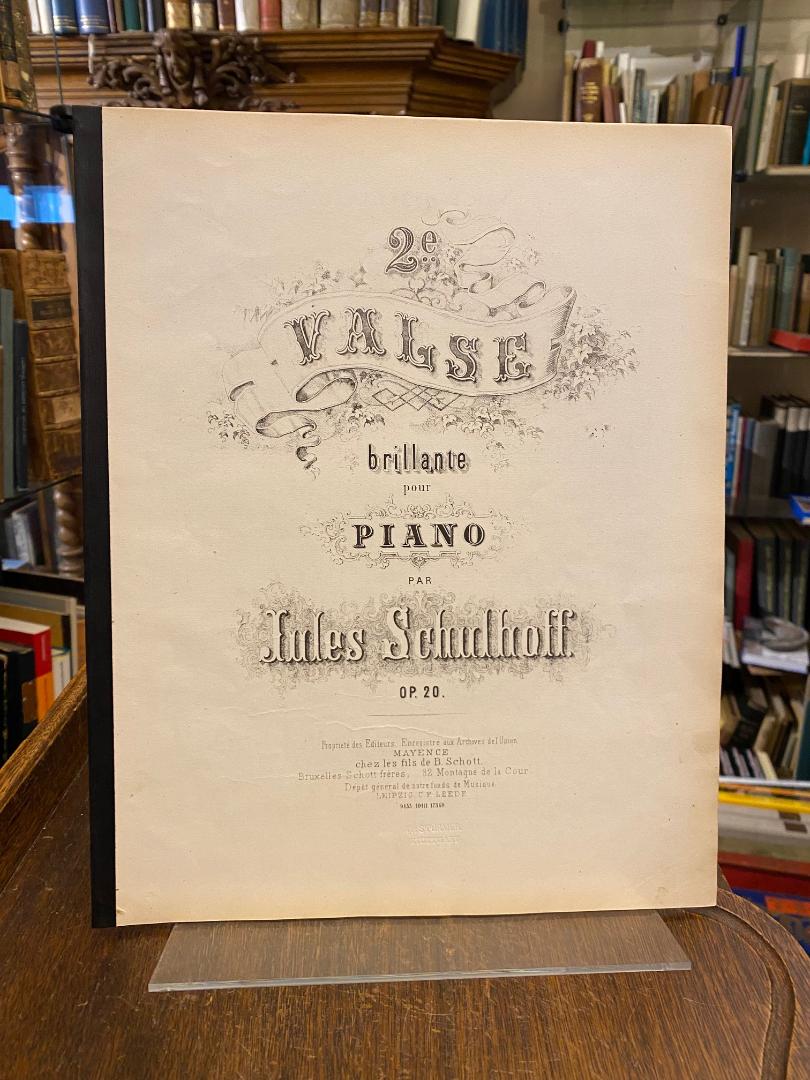 2e
VALSE
brillante
pour
PIANO
PAR
Jules Schulhoff.
OP. 20.
Propriété des Editeurs. Enregistré aux Archives de l'Union.
MAYENCE
chez les fils de B. Schott.
Bruxelles Schott frères, 82 Montagne de la Cour
Dépôt général de notre fonds de Musique
LEIPZIG, C.F. LEEDE
STUTTGART